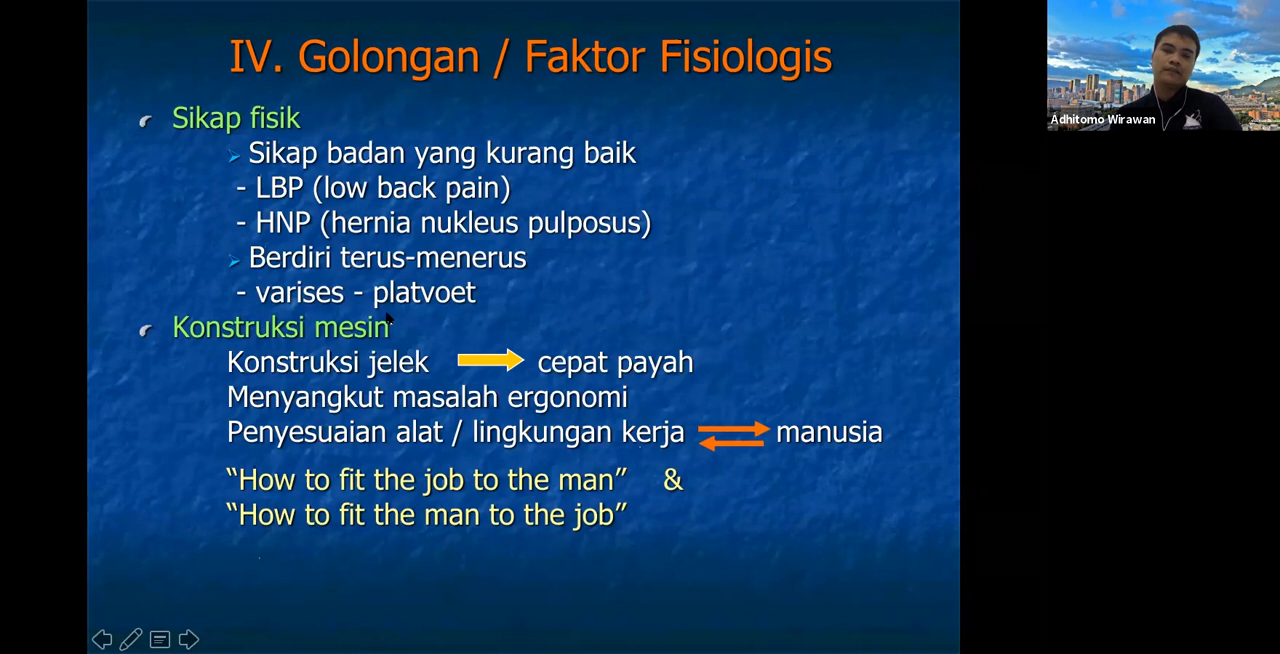 IV. Golongan / Faktor Fisiologis
Sikap fisik
Sikap badan yang kurang baik
- LBP (low back pain)
- HNP (hernia nukleus pulposus)
Berdiri terus-menerus
- varises - platvoet
Konstruksi mesin
Konstruksi jelek cepat payah
Menyangkut masalah ergonomi
Penyesuaian alat / lingkungan kerja manusia
“How to fit the job to the man” &
“How to fit the man to the job”
Adhitomo Wirawan